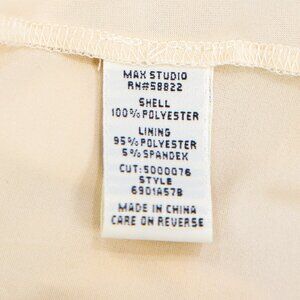 MAX STUDIO
RN#58822
SHELL
100% POLYESTER
LINING
95% POLYESTER
5% SPANDEX
CUT:5000076
STYLE
6901A57B
MADE IN CHINA
CARE ON REVERSE